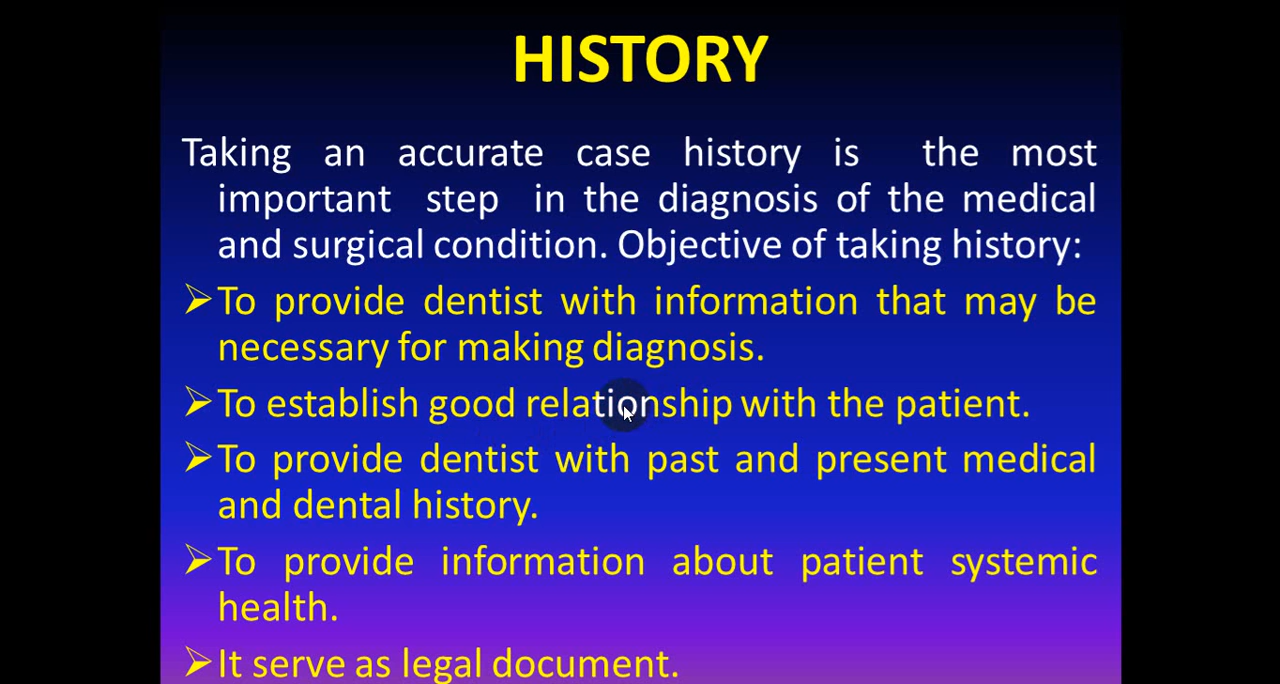 HISTORY
Taking an accurate case history is the most
important step in the diagnosis of the medical
and surgical condition. Objective of taking history:
➢To provide dentist with information that may be
necessary for making diagnosis.
➢To establish good relationship with the patient.
➢To provide dentist with past and present medical
and dental history.
➢To provide information about patient systemic
health.
➢It serve as legal document.